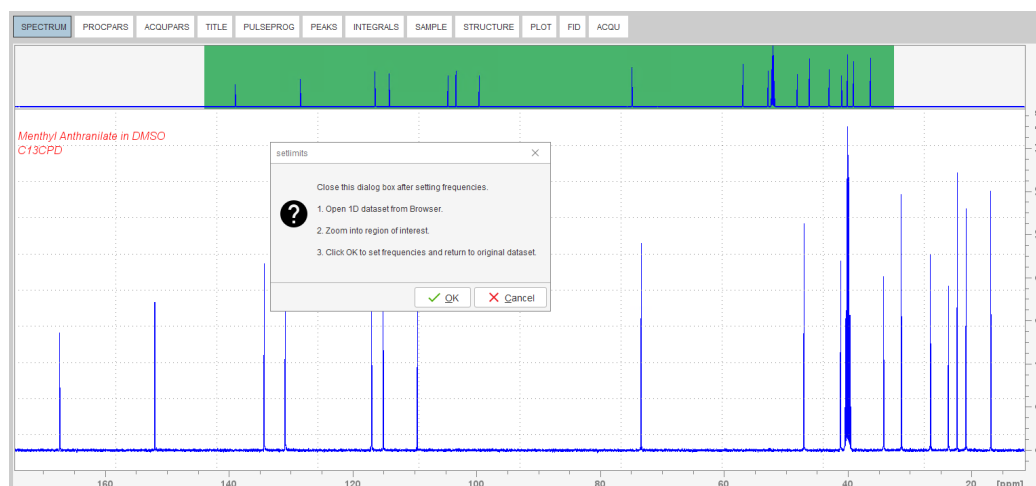 SPECTRUM PROCPARS ACQUPARS TITLE PULSEPROG PEAKS INTEGRALS SAMPLE STRUCTURE PLOT FID ACQU
Menthyl Anthranilate in DMSO
C13CPD
setlimits
Close this dialog box after setting frequencies.
1. Open 1D dataset from Browser.
2. Zoom into region of interest.
3. Click OK to set frequencies and return to original dataset.
OK Cancel
160 140 120 100 80 60 40 20 [ppm]